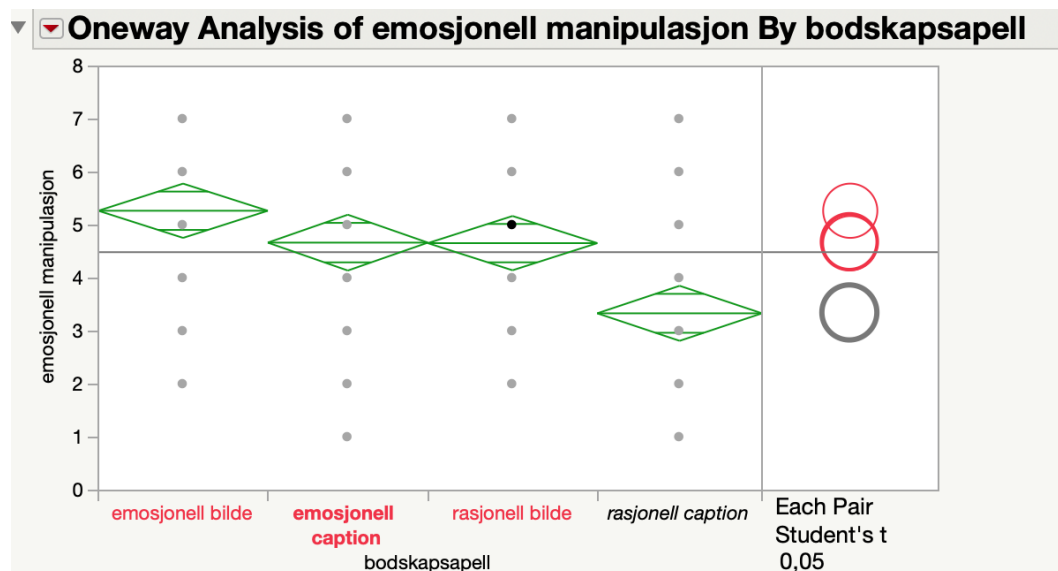 Oneway Analysis of emosjonell manipulasjon By bodskapsapell
8
7
6
5
4
3
2
1
0
emosjonell manipulasjon
emosjonell bilde
emosjonell
caption
rasjonell bilde
rasjonell caption
bodskapsapell
Each Pair
Student's t
0,05